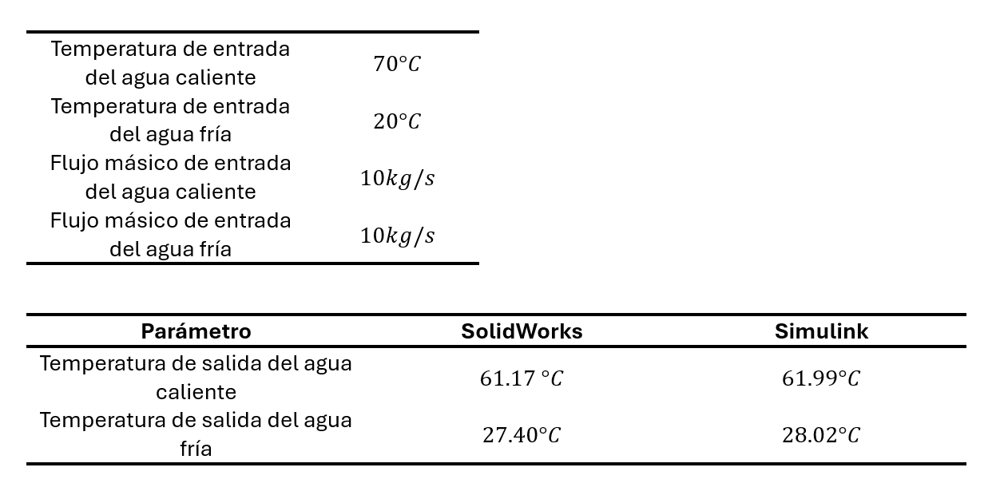 Temperatura de entrada
del agua caliente
70°C
Temperatura de entrada
del agua fría
20°C
Flujo másico de entrada
del agua caliente
10kg/s
Flujo másico de entrada
del agua fría
10kg/s
Parámetro SolidWorks Simulink
Temperatura de salida del agua
caliente
61.17 °C 61.99°C
Temperatura de salida del agua
fría
27.40°C 28.02°C